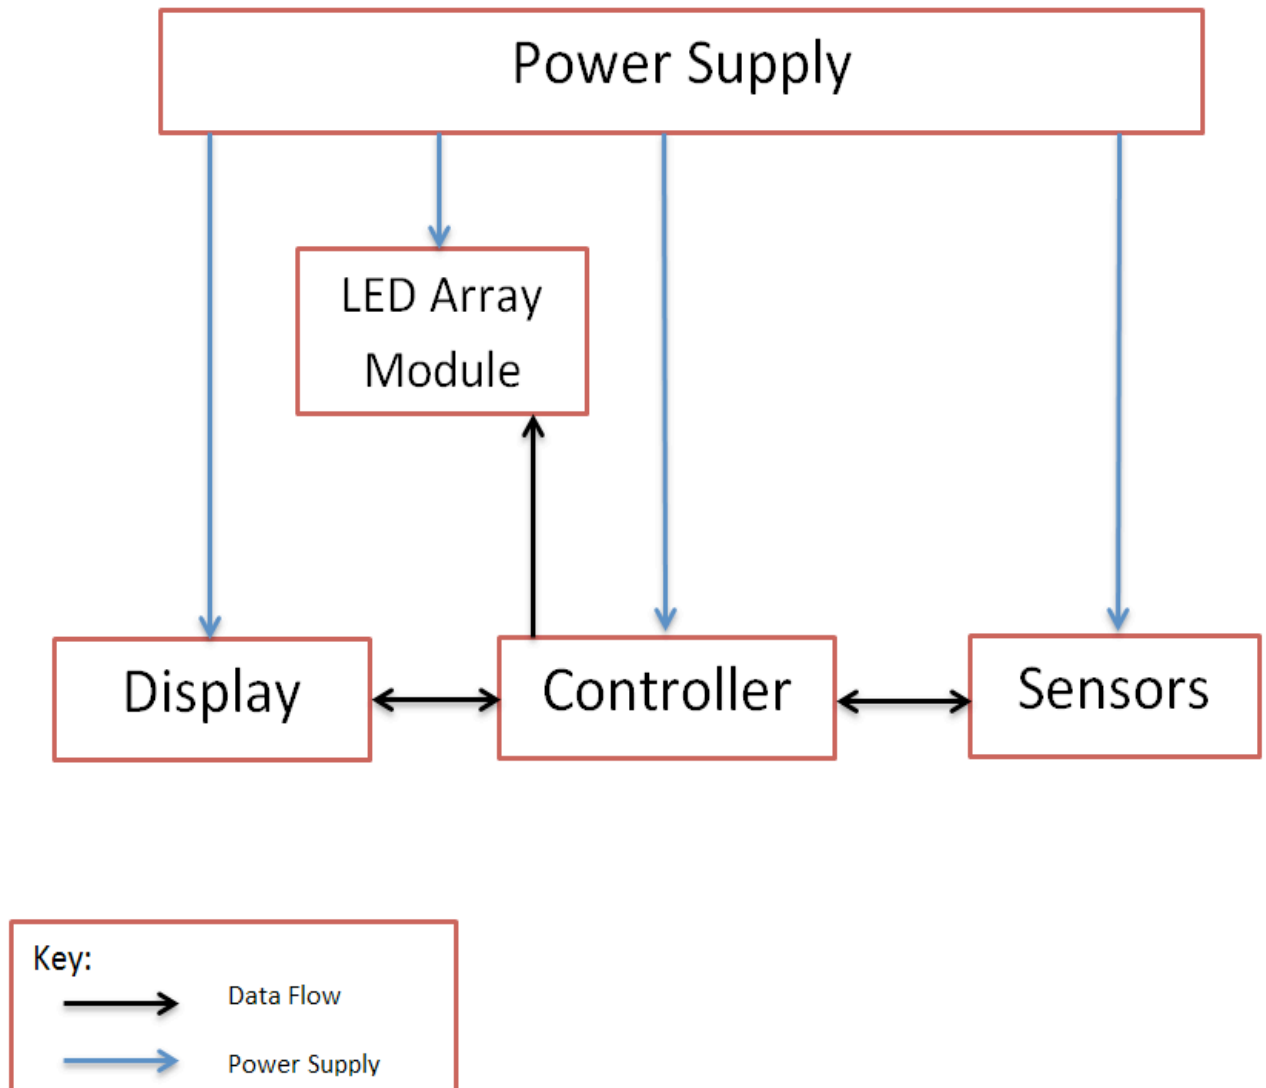 Power Supply
LED Array
Module
Display
Controller
Sensors
Key:
Data Flow
Power Supply